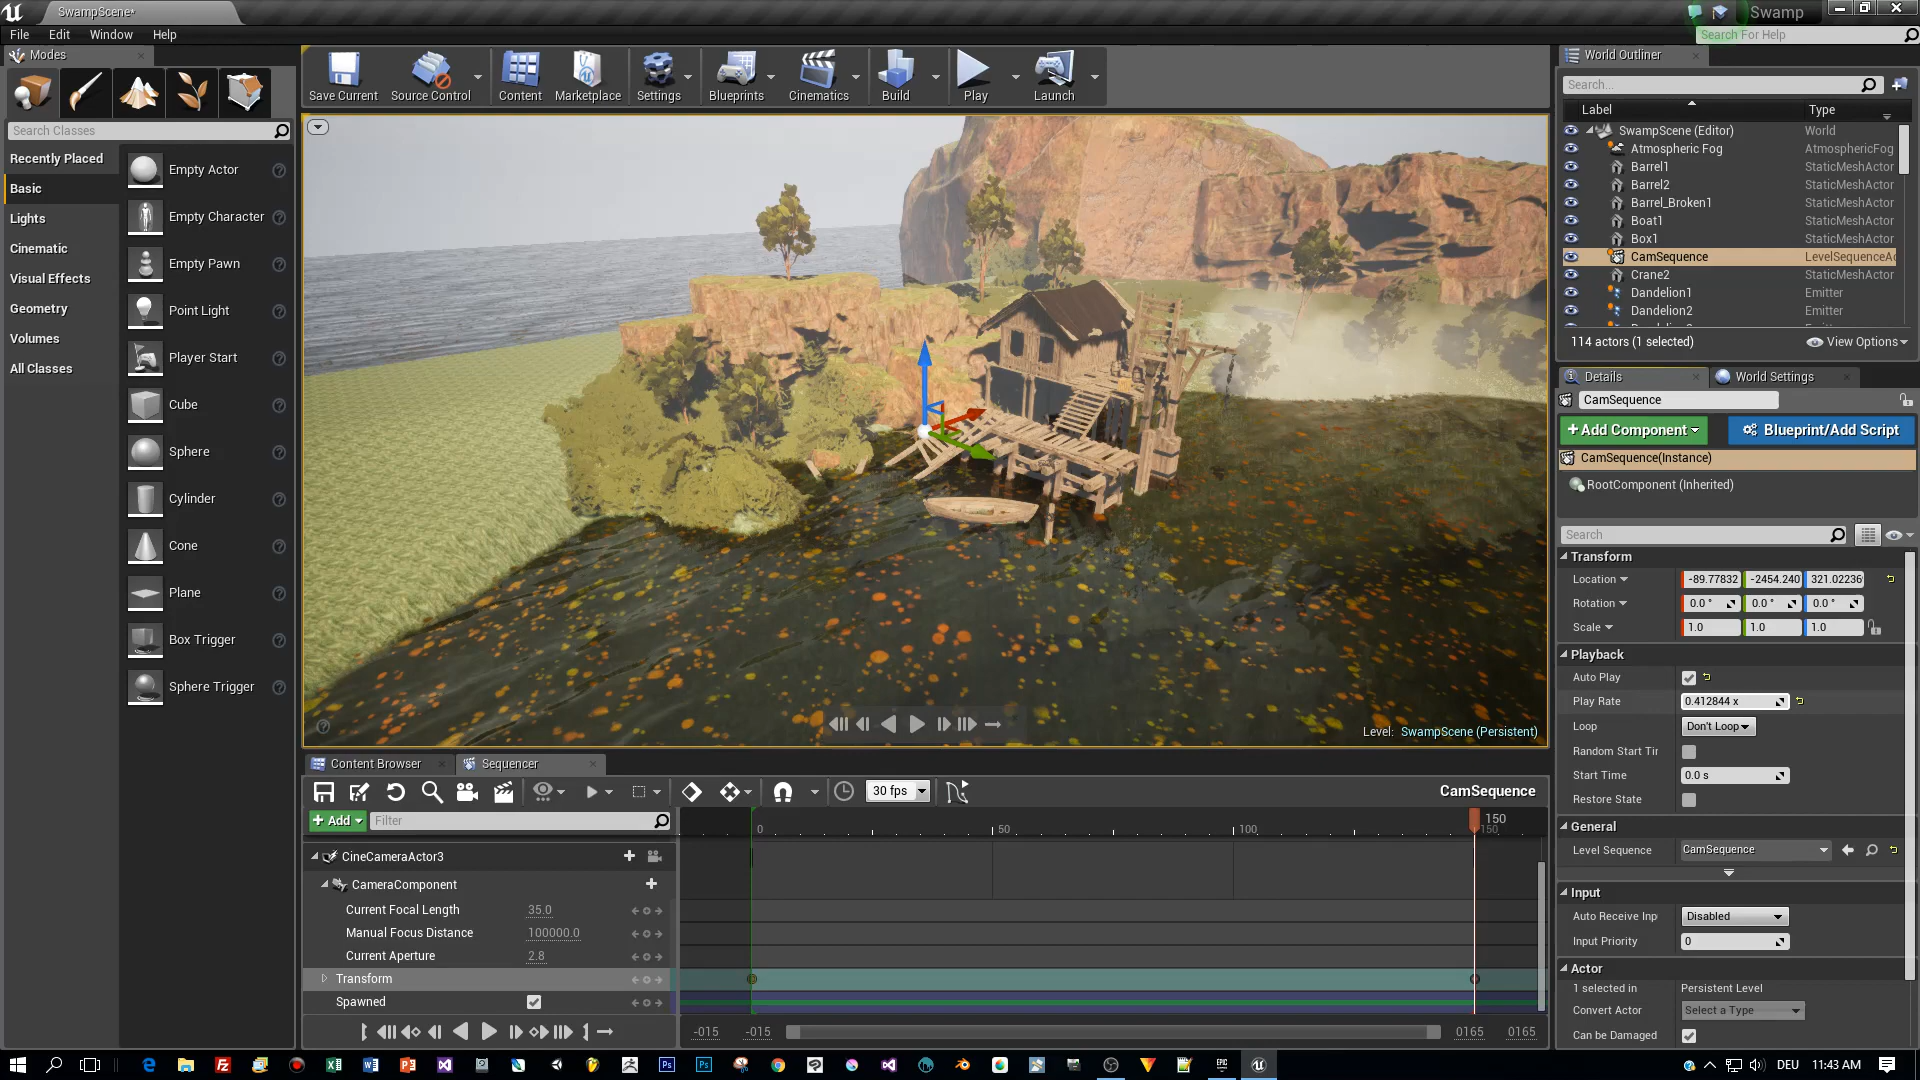 SwampScene*
Swamp
File Edit Window Help
Search For Help
Modes
Save Current
Source Control
Content
Marketplace
Settings
Blueprints
Cinematics
Build
Play
Launch
Search Classes
Recently Placed
Basic
Lights
Cinematic
Visual Effects
Geometry
Volumes
All Classes
Empty Actor
Empty Character
Empty Pawn
Point Light
Player Start
Cube
Sphere
Cylinder
Cone
Plane
Box Trigger
Sphere Trigger
Level: SwampScene (Persistent)
World Outliner
Search...
Label Type
SwampScene (Editor) World
Atmospheric Fog AtmosphericFog
Barrel1 StaticMeshActor
Barrel2 StaticMeshActor
Barrel_Broken1 StaticMeshActor
Boat1 StaticMeshActor
Box1 StaticMeshActor
CamSequence LevelSequenceAc
Crane2 StaticMeshActor
Dandelion1 Emitter
Dandelion2 Emitter
114 actors (1 selected) View Options
Details World Settings
CamSequence
+ Add Component Blueprint/Add Script
CamSequence(Instance)
RootComponent (Inherited)
Search
Transform
Location -89.77832 -2454.240 321.02236
Rotation 0.0 ° 0.0 ° 0.0 °
Scale 1.0 1.0 1.0
Playback
Auto Play
Play Rate 0.412844 x
Loop Don't Loop
Random Start Tir
Start Time 0.0 s
Restore State
General
Level Sequence CamSequence
Input
Auto Receive Inp Disabled
Input Priority 0
Actor
1 selected in Persistent Level
Convert Actor Select a Type
Can be Damaged
Content Browser Sequencer
30 fps
CamSequence
+ Add Filter
0 50 100 150 150
CineCameraActor3
CameraComponent
Current Focal Length 35.0
Manual Focus Distance 100000.0
Current Aperture 2.8
Transform
Spawned
-015 -015 0165 0165
DEU 11:43 AM